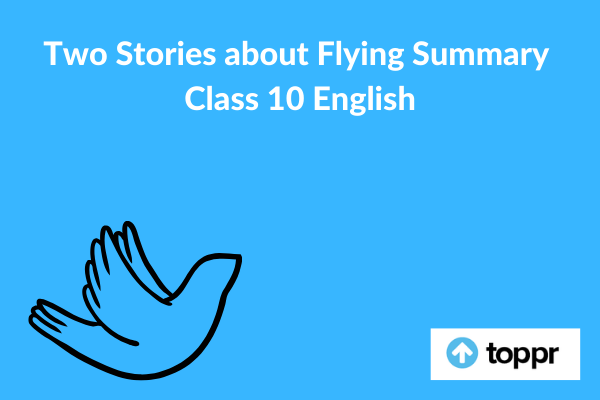 Two Stories about Flying Summary
Class 10 English
toppr